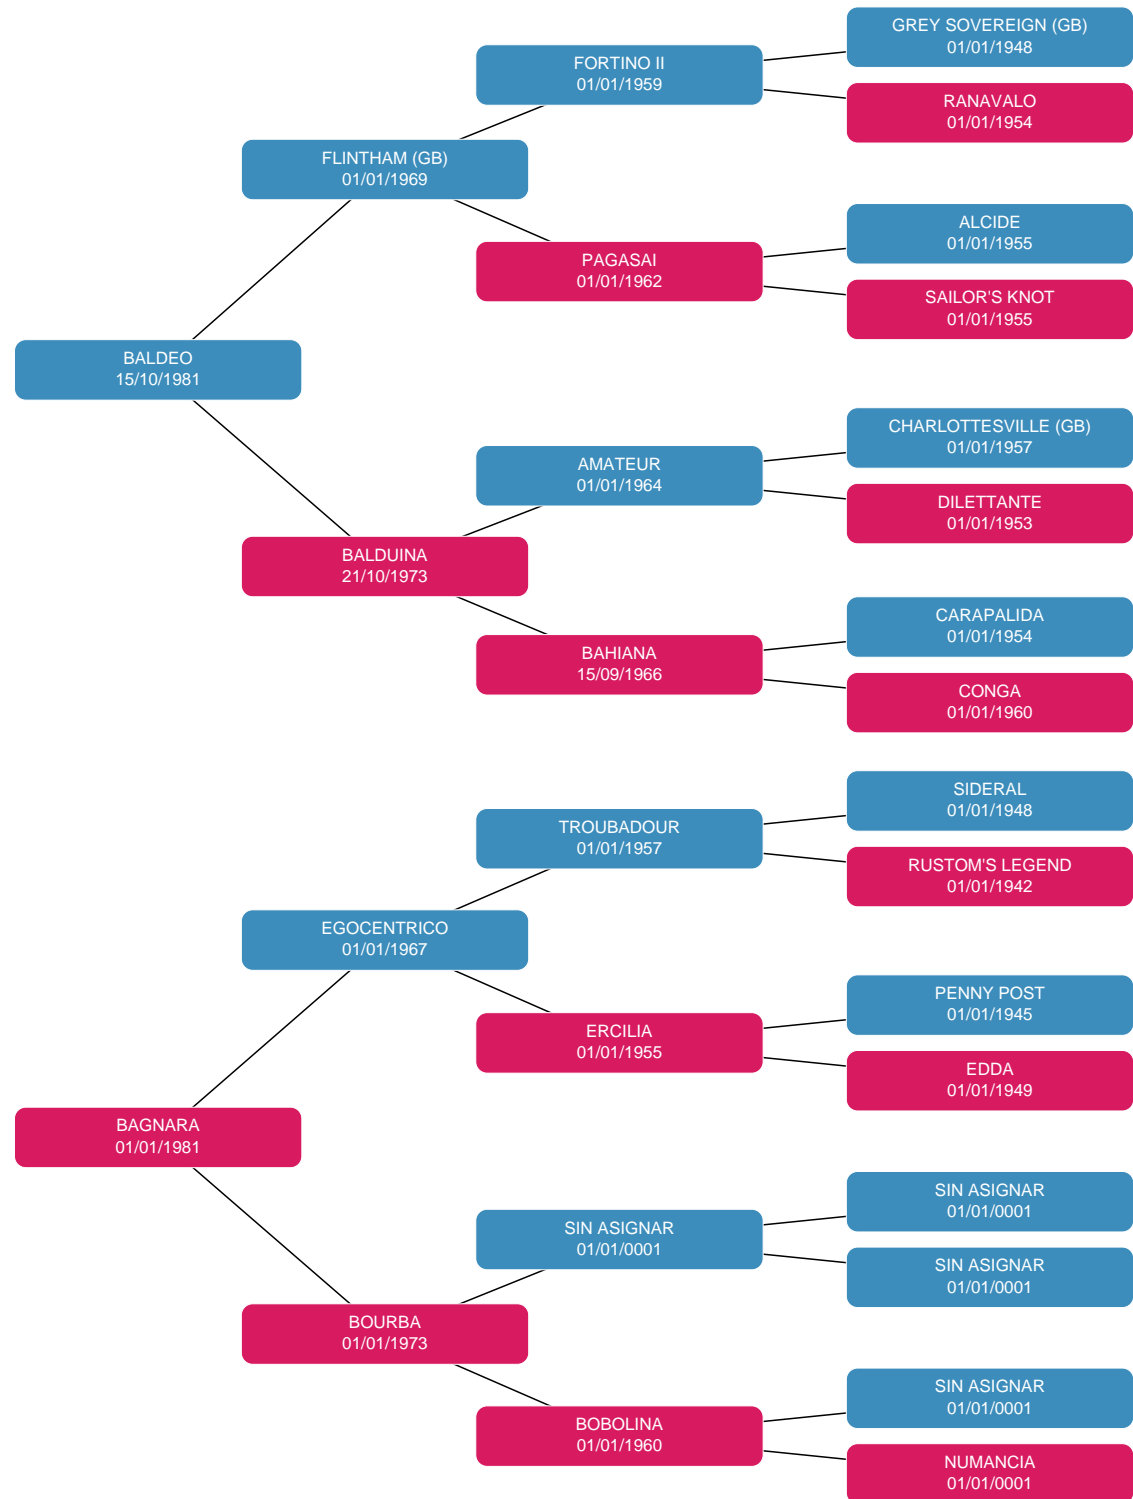 GREY SOVEREIGN (GB)
01/01/1948
FORTINO II
01/01/1959
RANAVALO
01/01/1954
FLINTHAM (GB)
01/01/1969
ALCIDE
01/01/1955
PAGASAI
01/01/1962
SAILOR'S KNOT
01/01/1955
BALDEO
15/10/1981
CHARLOTTESVILLE (GB)
01/01/1957
AMATEUR
01/01/1964
DILETTANTE
01/01/1953
BALDUINA
21/10/1973
CARAPALIDA
01/01/1954
BAHIANA
15/09/1966
CONGA
01/01/1960
SIDERAL
01/01/1948
TROUBADOUR
01/01/1957
RUSTOM'S LEGEND
01/01/1942
EGOCENTRICO
01/01/1967
PENNY POST
01/01/1945
ERCILIA
01/01/1955
EDDA
01/01/1949
BAGNARA
01/01/1981
SIN ASIGNAR
01/01/0001
SIN ASIGNAR
01/01/0001
SIN ASIGNAR
01/01/0001
BOURBA
01/01/1973
SIN ASIGNAR
01/01/0001
BOBOLINA
01/01/1960
NUMANCIA
01/01/0001